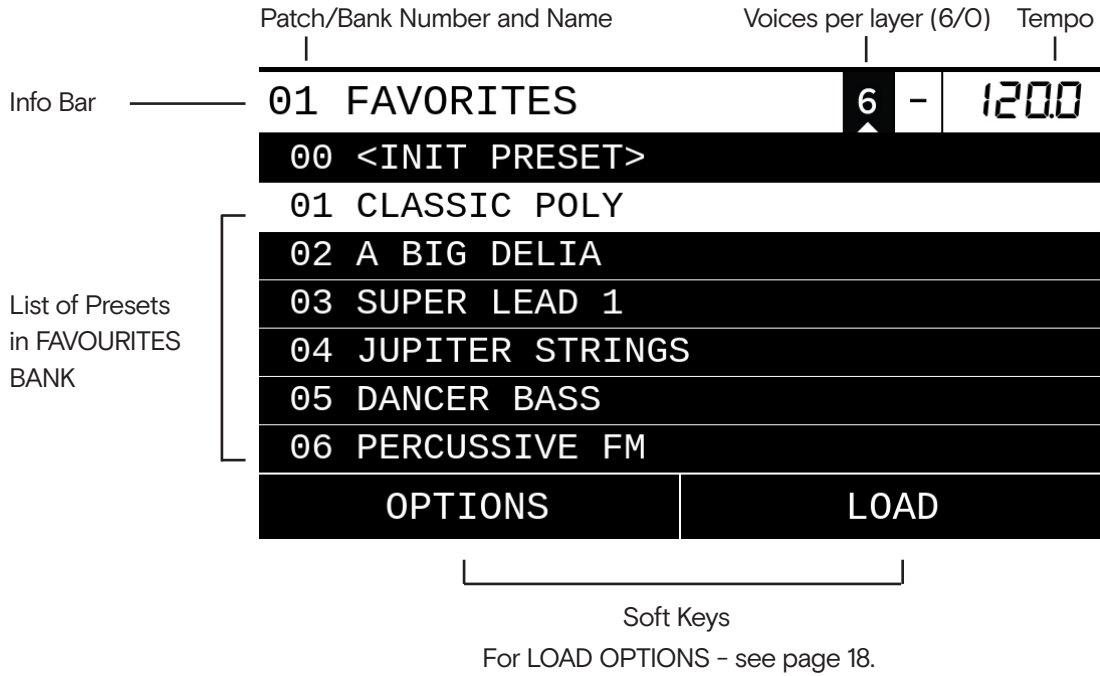 Patch/Bank Number and Name Voices per layer (6/0) Tempo
Info Bar
01 FAVORITES 6 – 120.0
00 <INIT PRESET>
01 CLASSIC POLY
02 A BIG DELIA
03 SUPER LEAD 1
04 JUPITER STRINGS
05 DANCER BASS
06 PERCUSSIVE FM
List of Presets
in FAVOURITES
BANK
OPTIONS LOAD
Soft Keys
For LOAD OPTIONS – see page 18.